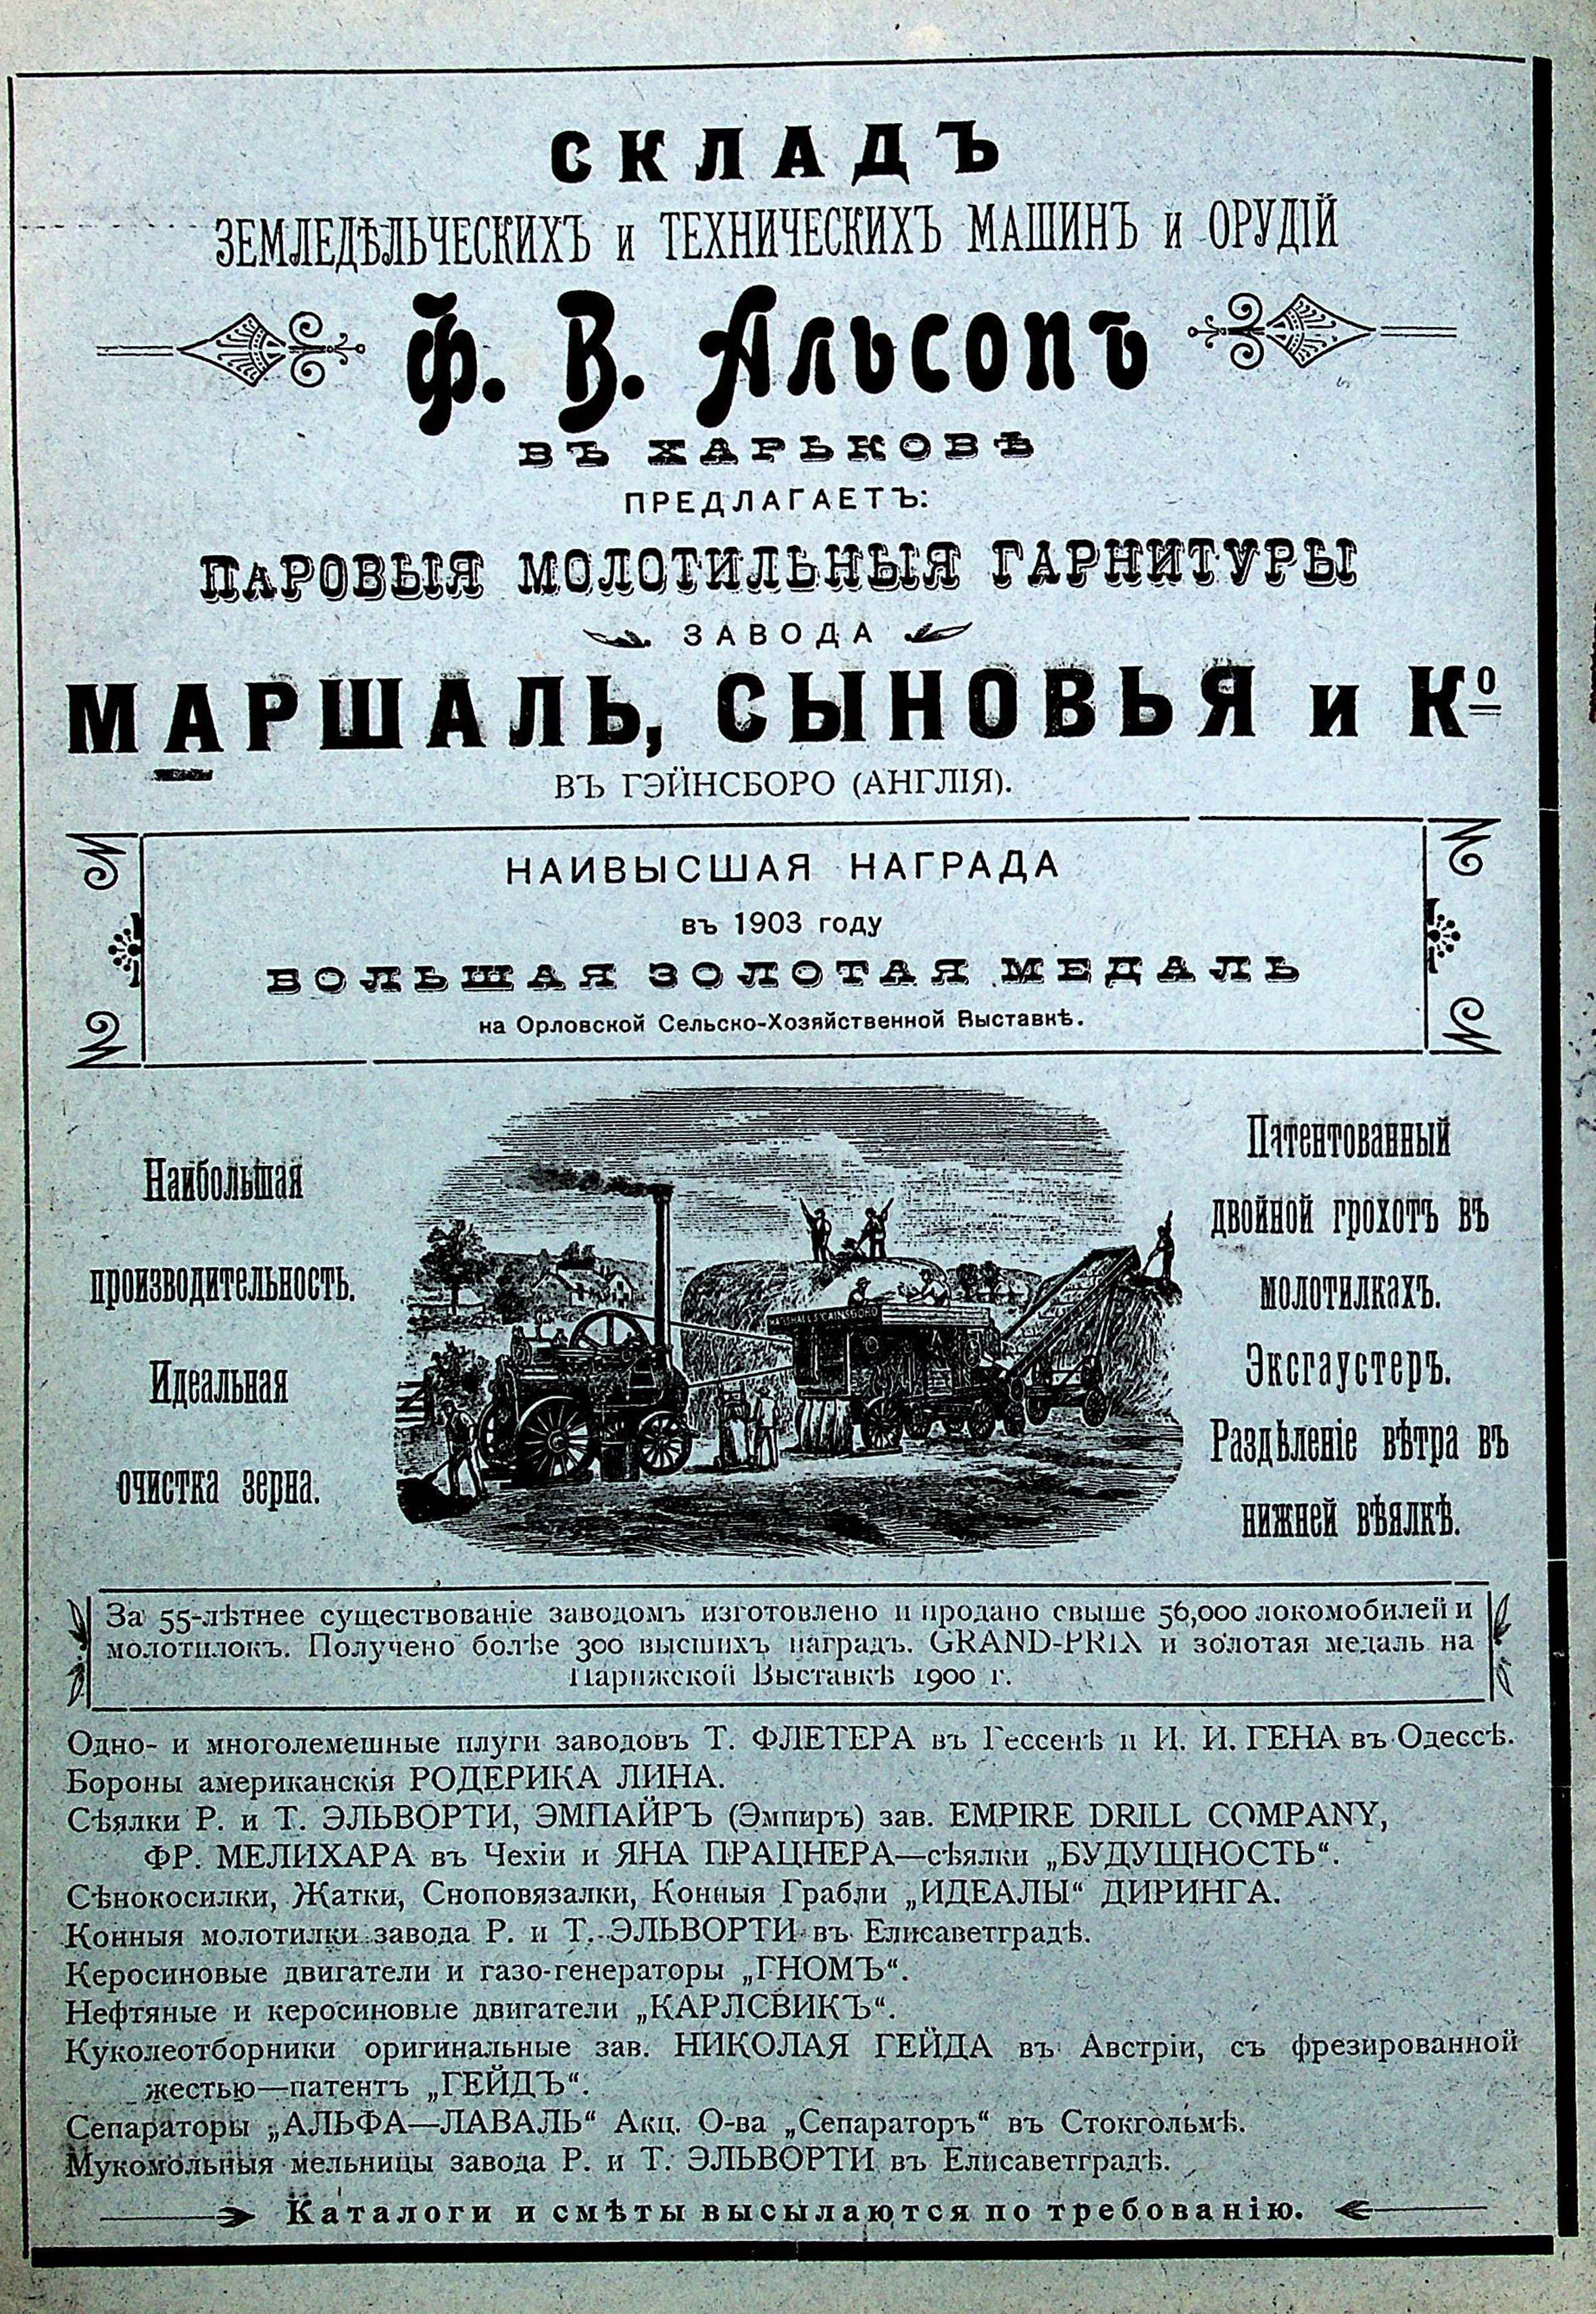 СКЛАДЪ
ЗЕМЛЕДѢЛЬЧЕСКИХЪ и ТЕХНИЧЕСКИХЪ МАШИНЪ и ОРУДІЙ
Ф. В. Альсопъ
ВЪ ХАРЬКОВѢ
ПРЕДЛАГАЕТЪ:
ПАРОВЫЯ МОЛОТИЛЬНЫЯ ГАРНИТУРЫ
ЗАВОДА
МАРШАЛЬ, СЫНОВЬЯ и Кº
ВЪ ГЭЙНСБОРО (АНГЛІЯ).
НАИВЫСШАЯ НАГРАДА
въ 1903 году
БОЛЬШАЯ ЗОЛОТАЯ МЕДАЛЬ
на Орловской Сельско-Хозяйственной Выставкѣ.
Наибольшая
производительность.
Идеальная
очистка зерна.
MARSHALL GAINSBORO
Патентованный
двойной грохотъ въ
молотилкахъ.
Эксгаустеръ.
Раздѣленіе вѣтра въ
нижней вѣялкѣ.
За 55-лѣтнее существованіе заводомъ изготовлено и продано свыше 56,000 локомобилей и
молотилокъ. Получено болѣе 300 высшихъ наградъ. GRAND-PRIX и золотая медаль на
Парижской Выставкѣ 1900 г.
Одно- и многолемешные плуги заводовъ Т. ФЛЕТЕРА въ Гессенѣ и И. И. ГЕНА въ Одессѣ.
Бороны американскія РОДЕРИКА ЛИНА.
Сѣялки Р. и Т. ЭЛЬВОРТИ, ЭМПАЙРЪ (Эмпиръ) зав. EMPIRE DRILL COMPANY,
ФР. МЕЛИХАРА въ Чехіи и ЯНА ПРАЦНЕРА—сѣялки „БУДУЩНОСТЬ“.
Сѣнокосилки, Жатки, Сноповязалки, Конныя Грабли „ИДЕАЛЫ“ ДИРИНГА.
Конныя молотилки завода Р. и Т. ЭЛЬВОРТИ въ Елисаветградѣ.
Керосиновые двигатели и газо-генераторы „ГНОМЪ“.
Нефтяные и керосиновые двигатели „КАРЛСВИКЪ“.
Куколеотборники оригинальные зав. НИКОЛАЯ ГЕЙДА въ Австріи, съ фрезированной
жестью—патентъ „ГЕЙДЪ“.
Сепараторы „АЛЬФА—ЛАВАЛЬ“ Акц. О-ва „Сепараторъ“ въ Стокгольмѣ.
Мукомольныя мельницы завода Р. и Т. ЭЛЬВОРТИ въ Елисаветградѣ.
Каталоги и смѣты высылаются по требованію.